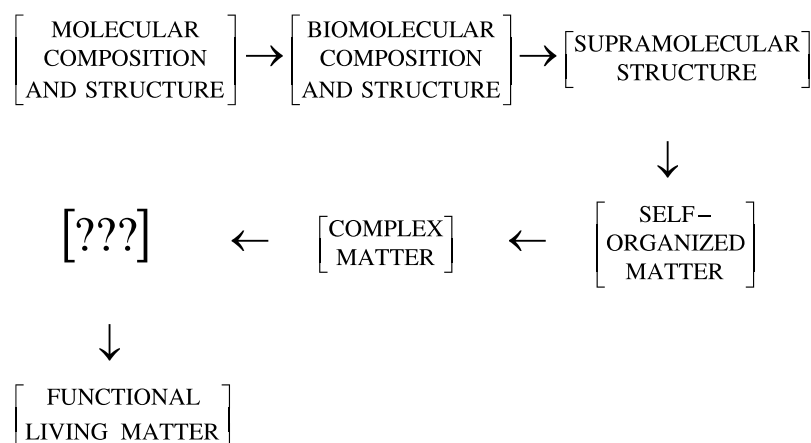 MOLECULAR
COMPOSITION
AND STRUCTURE
BIOMOLECULAR
COMPOSITION
AND STRUCTURE
SUPRAMOLECULAR
STRUCTURE
SELF–
ORGANIZED
MATTER
COMPLEX
MATTER
[???]
FUNCTIONAL
LIVING MATTER